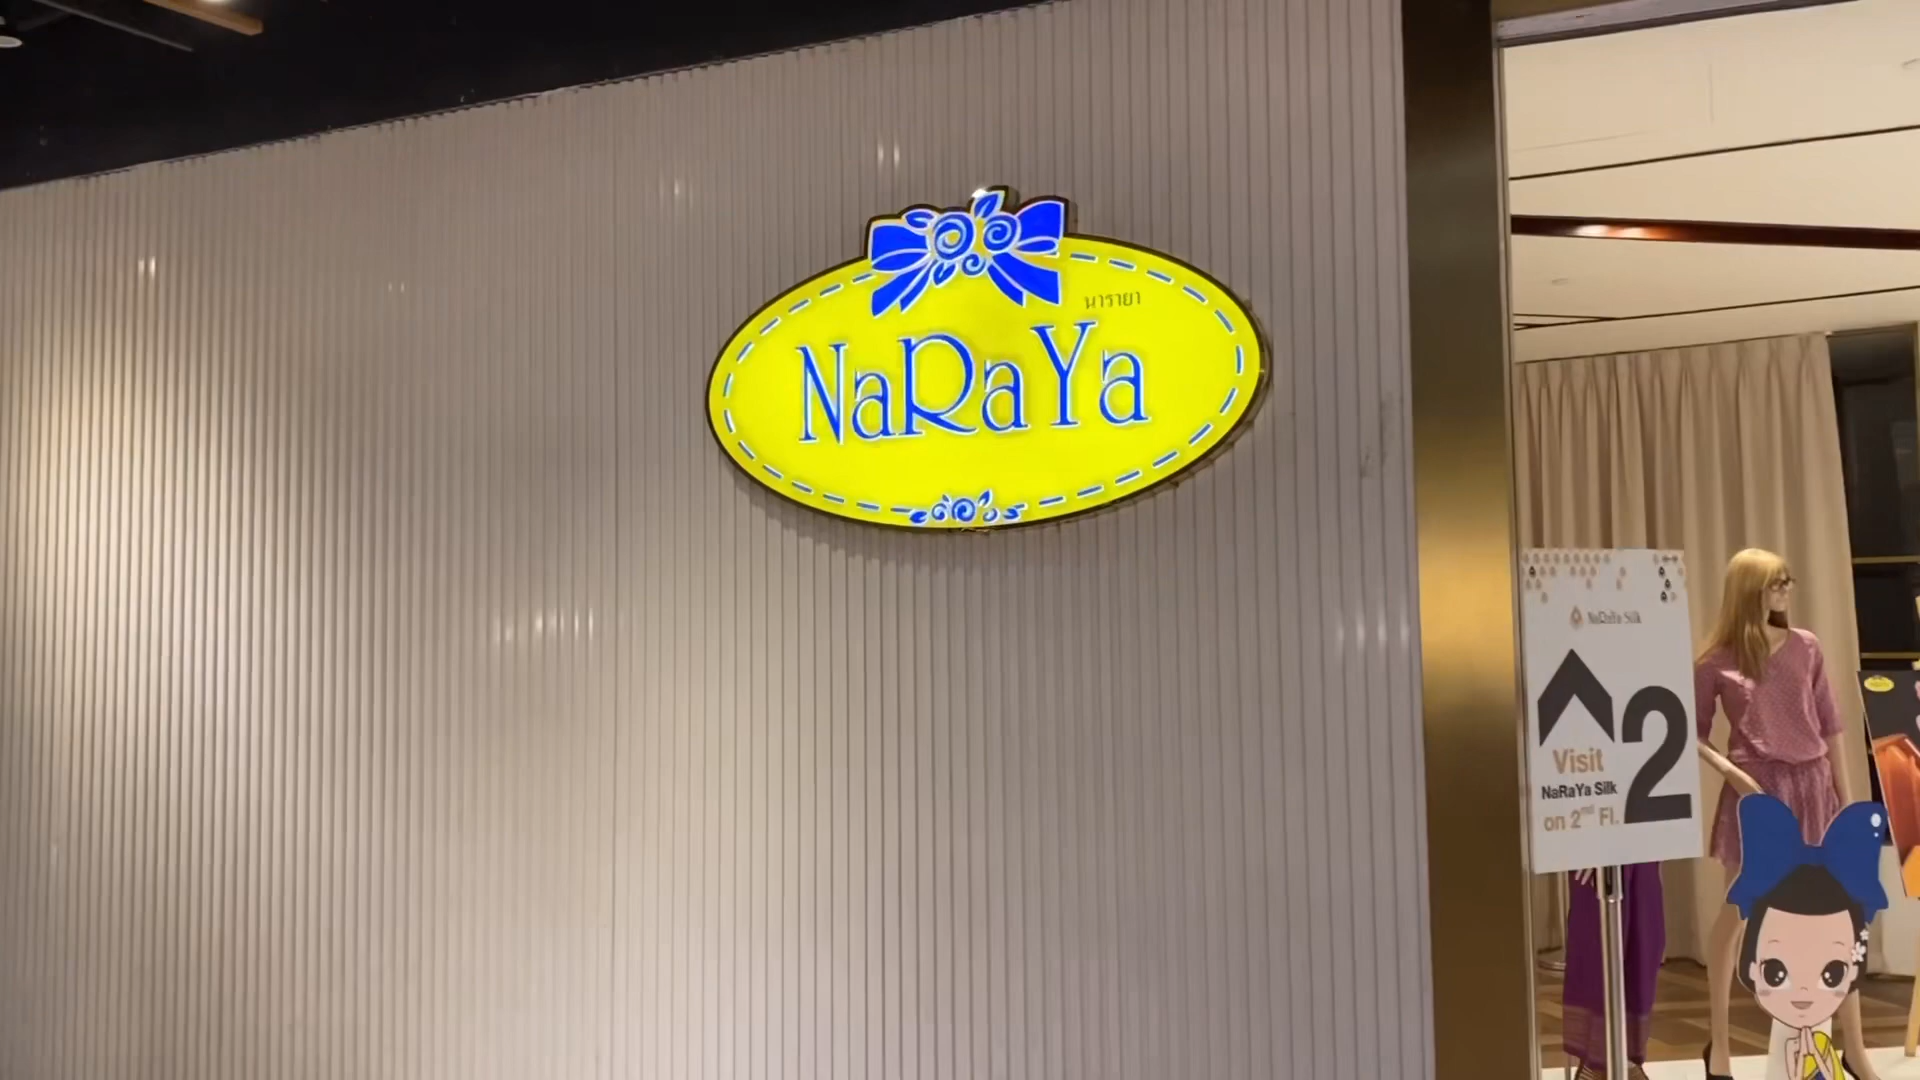 นารายา
NaRaYa
NaRaYa Silk
2
Visit
NaRaYa Silk
on 2nd Fl.